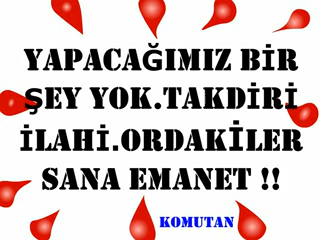 YAPACAĞIMIZ BİR
ŞEY YOK.TAKDİRİ
İLAHİ.ORDAKİLER
SANA EMANET !!
KOMUTAN